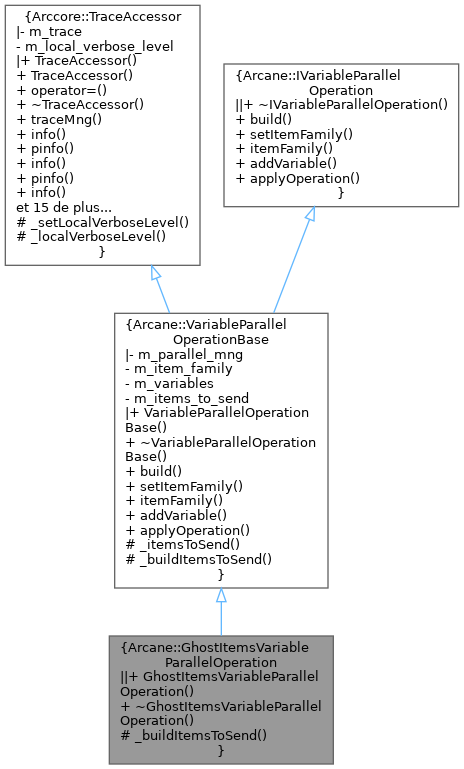 {Arccore::TraceAccessor
|- m_trace
- m_local_verbose_level
|+ TraceAccessor()
+ TraceAccessor()
+ operator=()
+ ~TraceAccessor()
+ traceMng()
+ info()
+ pinfo()
+ info()
+ pinfo()
+ info()
et 15 de plus...
# _setLocalVerboseLevel()
# _localVerboseLevel()
}
{Arcane::IVariableParallel
Operation
||+ ~IVariableParallelOperation()
+ build()
+ setItemFamily()
+ itemFamily()
+ addVariable()
+ applyOperation()
}
{Arcane::VariableParallel
OperationBase
|- m_parallel_mng
- m_item_family
- m_variables
- m_items_to_send
|+ VariableParallelOperation
Base()
+ ~VariableParallelOperation
Base()
+ build()
+ setItemFamily()
+ itemFamily()
+ addVariable()
+ applyOperation()
# _itemsToSend()
# _buildItemsToSend()
}
{Arcane::GhostItemsVariable
ParallelOperation
||+ GhostItemsVariableParallel
Operation()
+ ~GhostItemsVariableParallel
Operation()
# _buildItemsToSend()
}